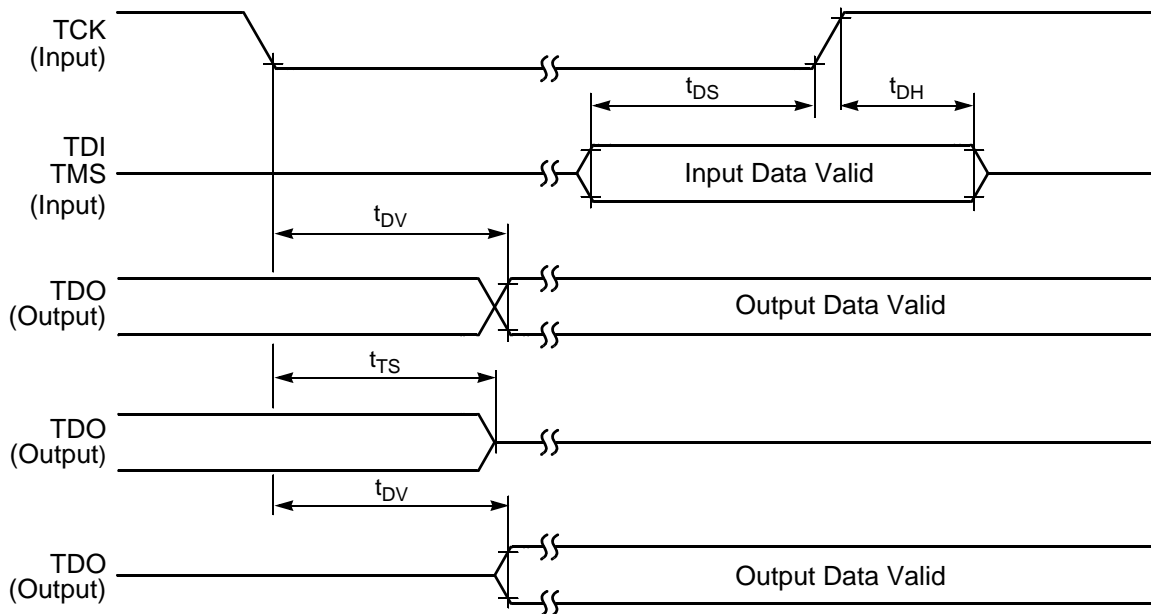 TCK
(Input)
tDS
tDH
TDI
TMS
(Input)
Input Data Valid
tDV
TDO
(Output)
Output Data Valid
tTS
TDO
(Output)
tDV
TDO
(Output)
Output Data Valid